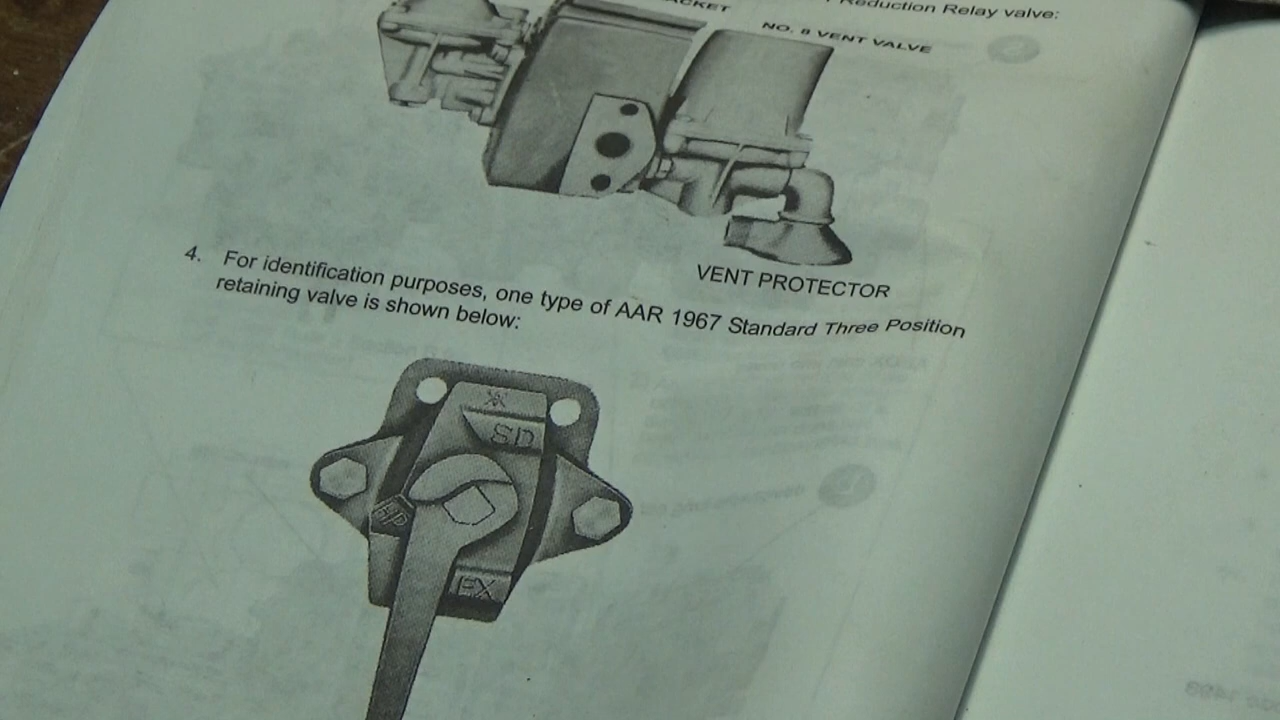 Reduction Relay valve:
NO. 8 VENT VALVE
VENT PROTECTOR
4. For identification purposes, one type of AAR 1967 Standard Three Position
retaining valve is shown below:
SD
HP
EX